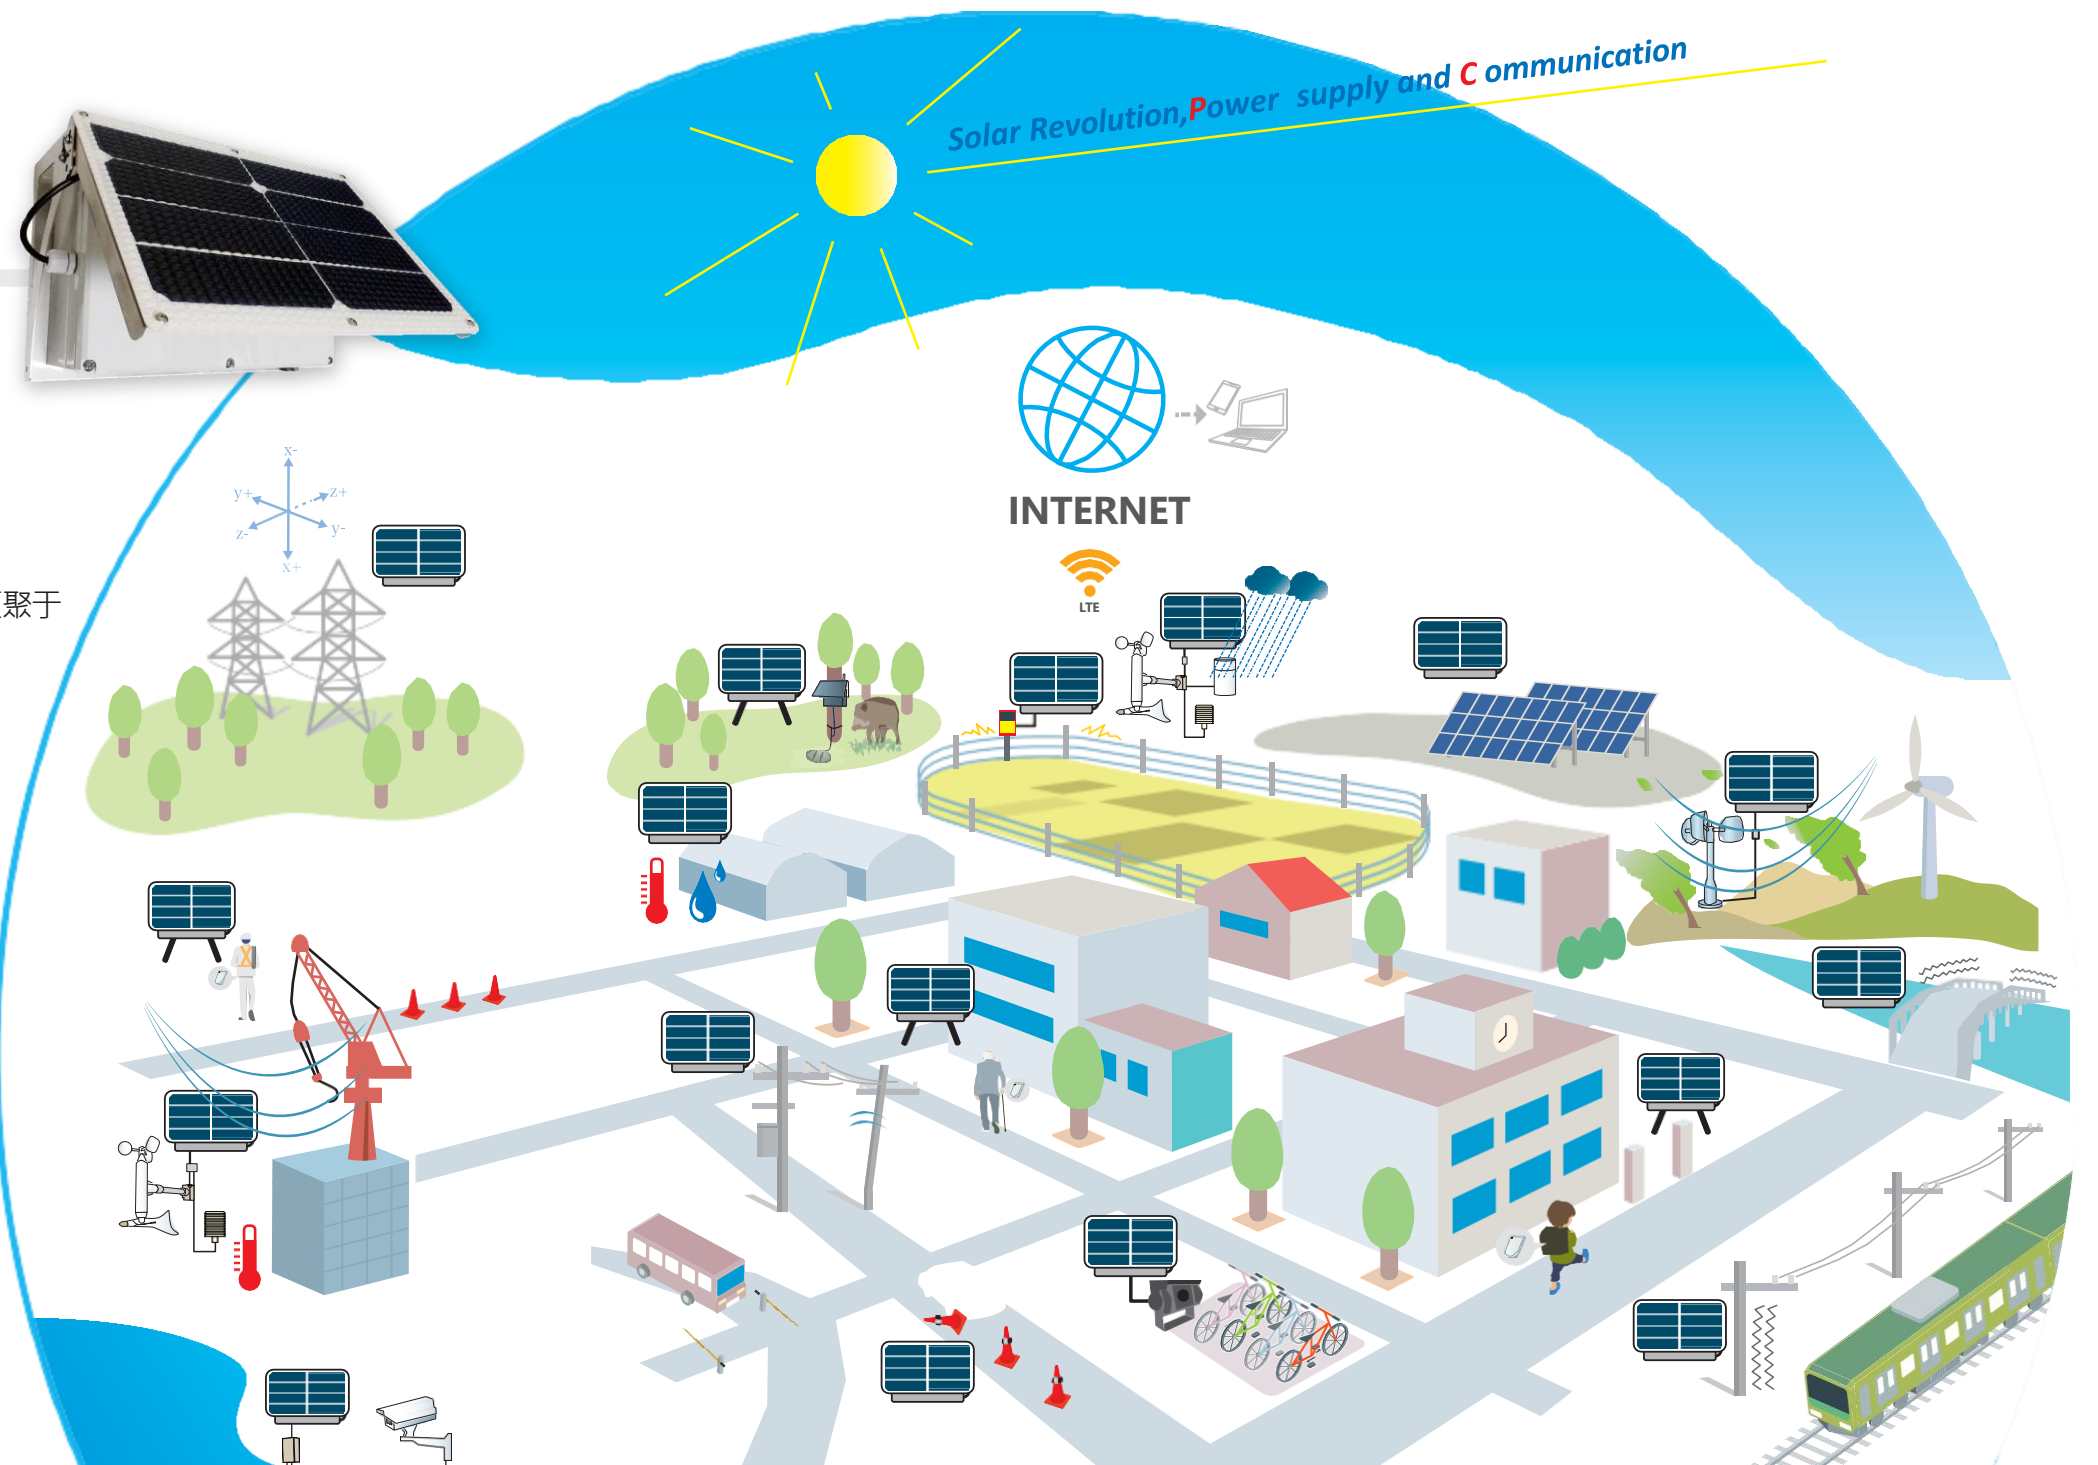 Solar Revolution,Power supply and C ommunication
INTERNET
x-
y+
z+
z-
y-
x+
聚于
LTE